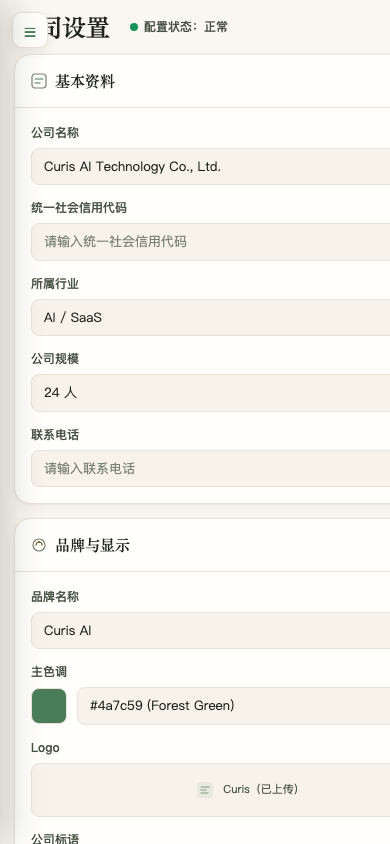 司设置
配置状态：正常
基本资料
公司名称
Curis AI Technology Co., Ltd.
统一社会信用代码
请输入统一社会信用代码
所属行业
AI / SaaS
公司规模
24 人
联系电话
请输入联系电话
品牌与显示
品牌名称
Curis AI
主色调
#4a7c59 (Forest Green)
Logo
Curis（已上传）
公司标语